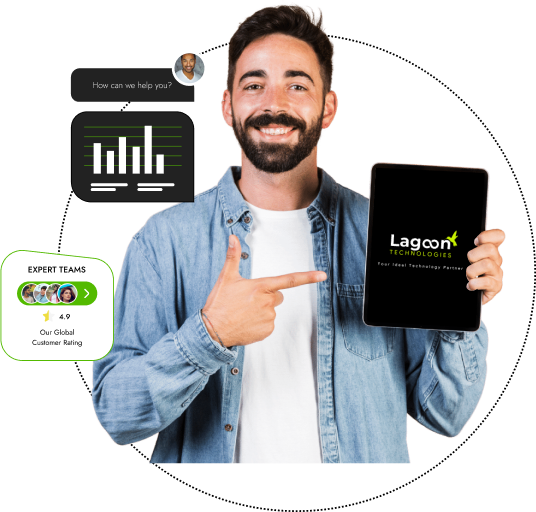 How can we help you?
EXPERT TEAMS
4.9
Our Global
Customer Rating
Lagoon
TECHNOLOGIES
Your Ideal Technology Partner